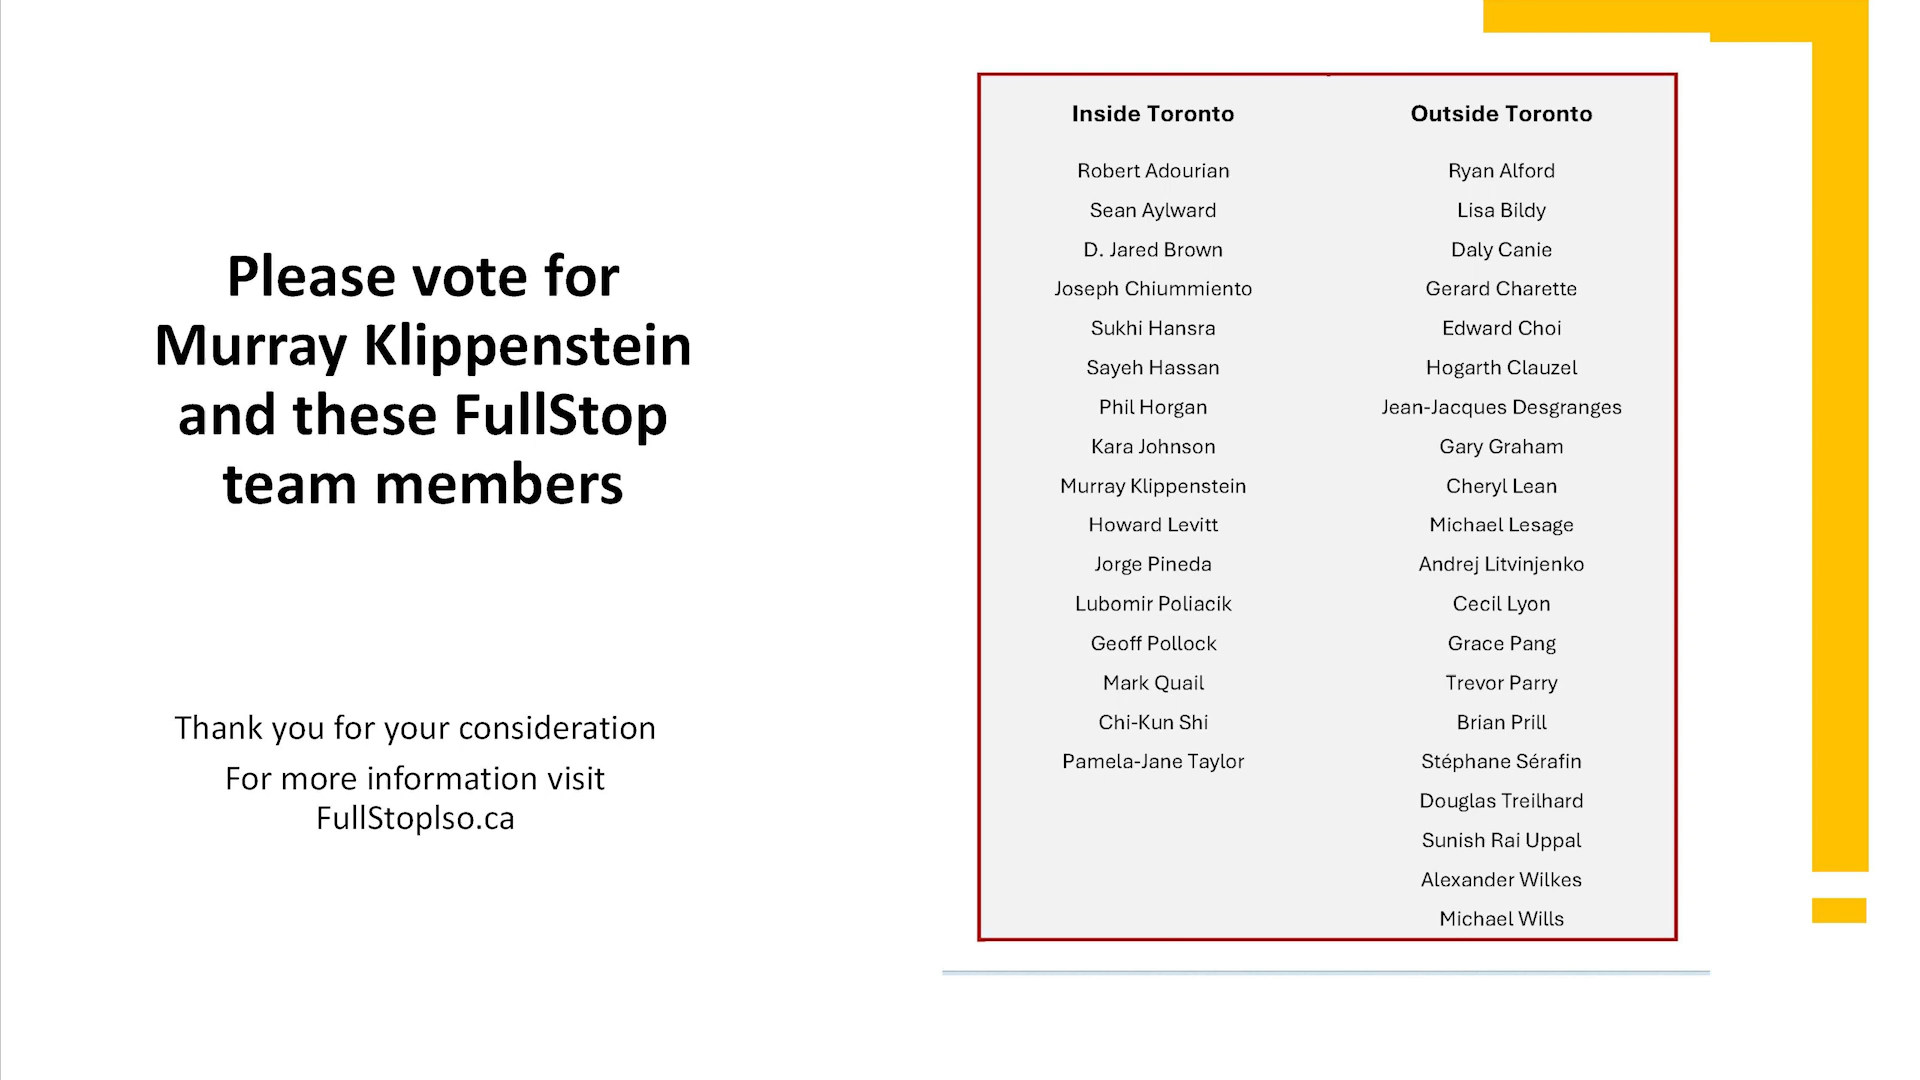 Please vote for
Murray Klippenstein
and these FullStop
team members
Thank you for your consideration
For more information visit
FullStoplso.ca
Inside Toronto
Robert Adourian
Sean Aylward
D. Jared Brown
Joseph Chiummiento
Sukhi Hansra
Sayeh Hassan
Phil Horgan
Kara Johnson
Murray Klippenstein
Howard Levitt
Jorge Pineda
Lubomir Poliacik
Geoff Pollock
Mark Quail
Chi-Kun Shi
Pamela-Jane Taylor
Outside Toronto
Ryan Alford
Lisa Bildy
Daly Canie
Gerard Charette
Edward Choi
Hogarth Clauzel
Jean-Jacques Desgranges
Gary Graham
Cheryl Lean
Michael Lesage
Andrej Litvinjenko
Cecil Lyon
Grace Pang
Trevor Parry
Brian Prill
Stéphane Sérafin
Douglas Treilhard
Sunish Rai Uppal
Alexander Wilkes
Michael Wills